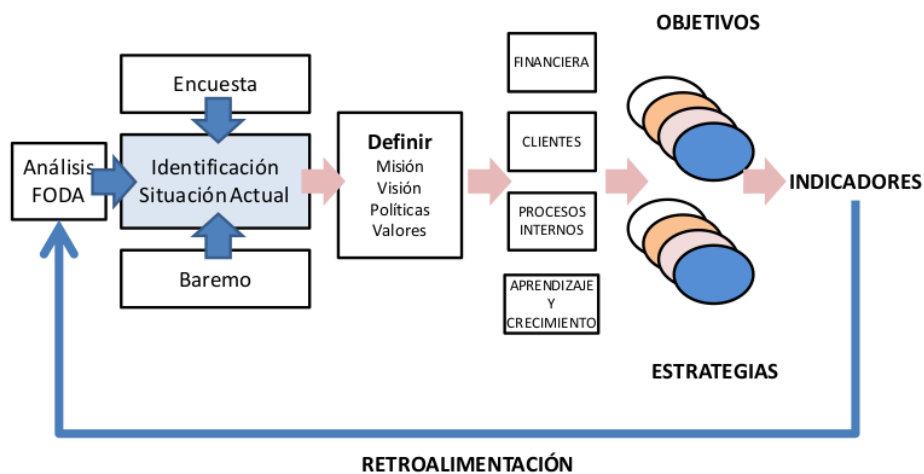 OBJETIVOS
Encuesta
Análisis
FODA
Identificación
Situación Actual
Baremo
Definir
Misión
Visión
Políticas
Valores
FINANCIERA
CLIENTES
PROCESOS
INTERNOS
APRENDIZAJE
Y
CRECIMIENTO
INDICADORES
ESTRATEGIAS
RETROALIMENTACIÓN